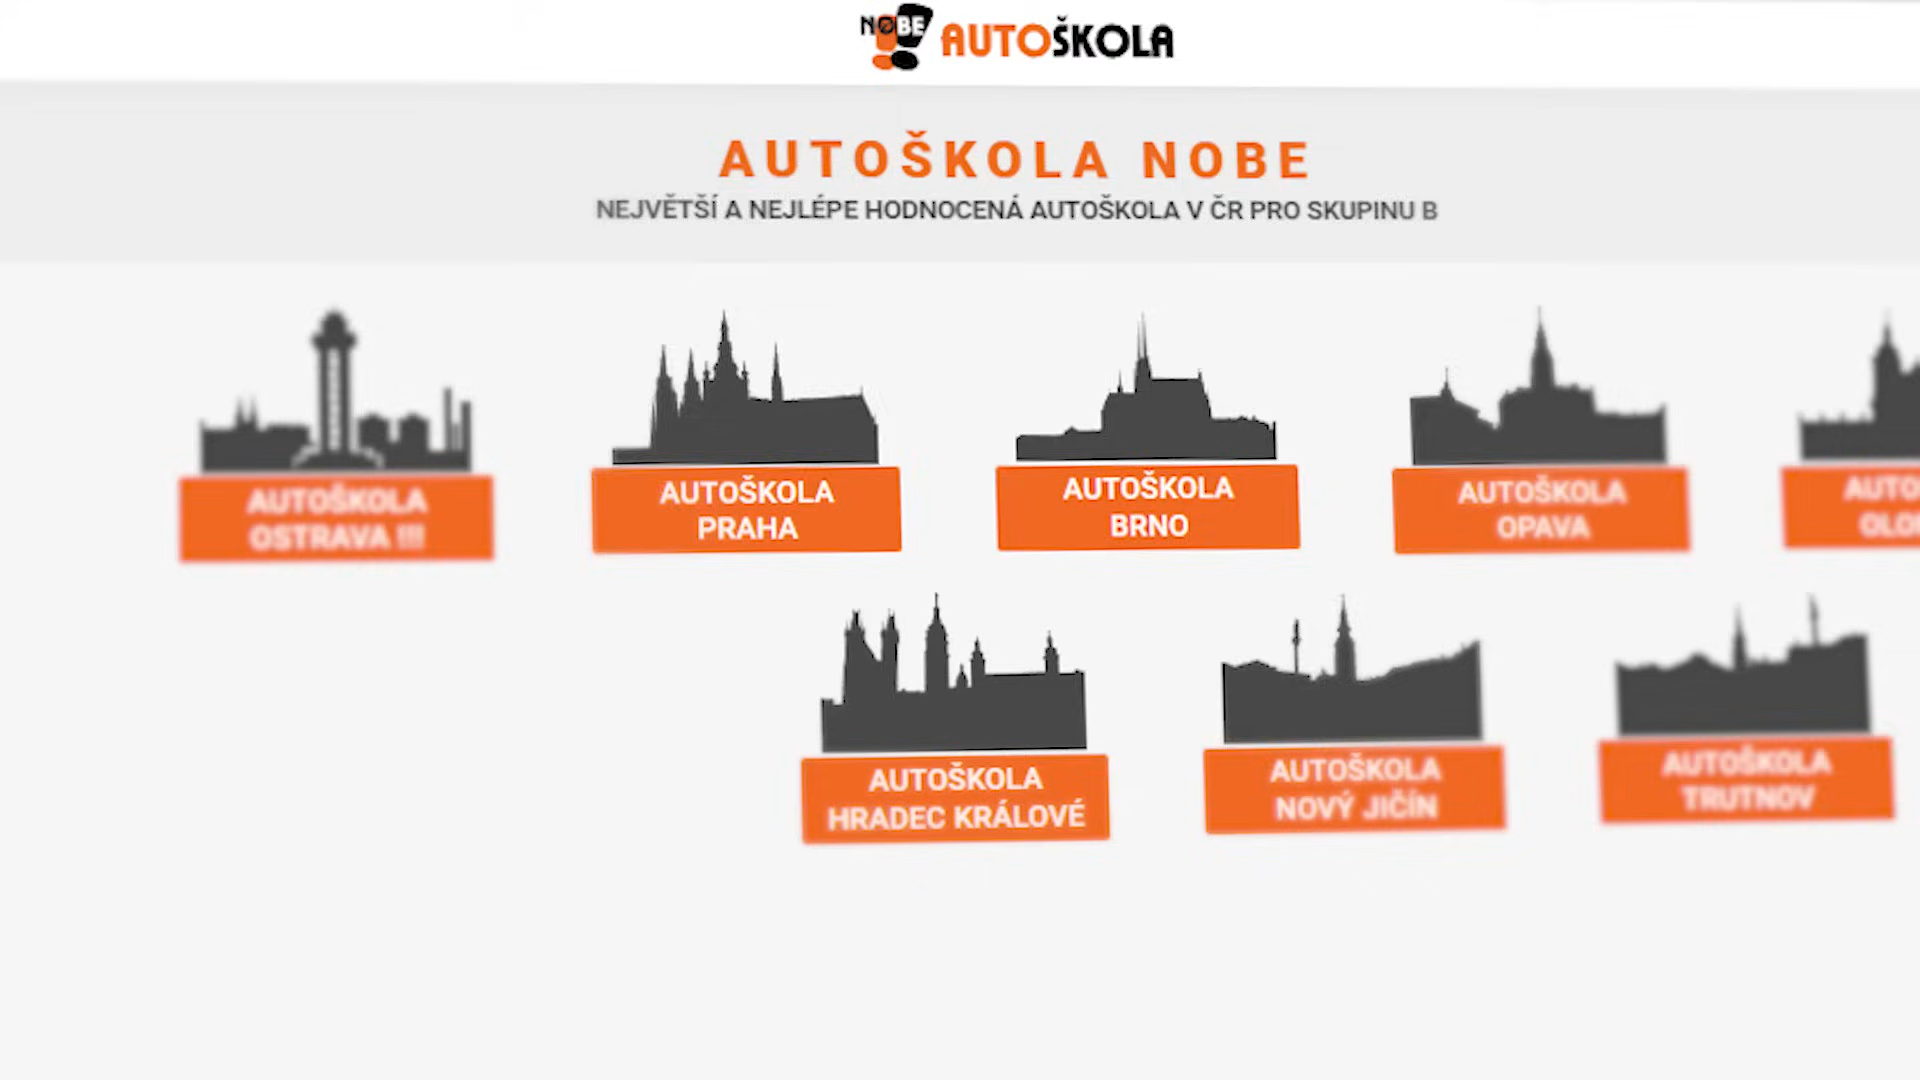 NOBE AUTOŠKOLA
AUTOŠKOLA NOBE
NEJVĚTŠÍ A NEJLÉPE HODNOCENÁ AUTOŠKOLA V ČR PRO SKUPINU B
AUTOŠKOLA
OSTRAVA !!!
AUTOŠKOLA
PRAHA
AUTOŠKOLA
BRNO
AUTOŠKOLA
OPAVA
AUTOŠKOLA
HRADEC KRÁLOVÉ
AUTOŠKOLA
NOVÝ JIČÍN
AUTOŠKOLA
TRUTNOV